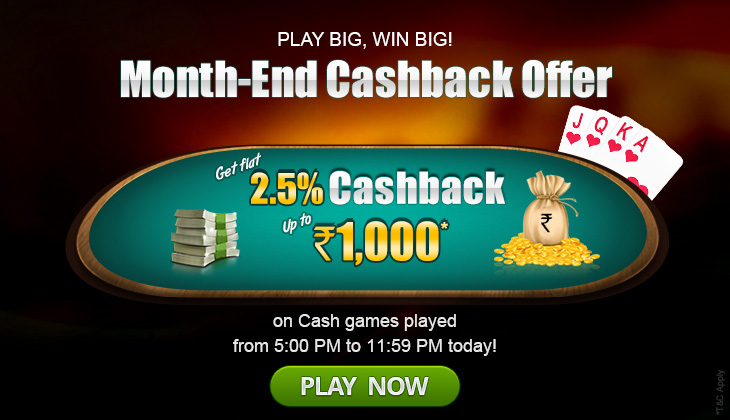 PLAY BIG, WIN BIG!
Month-End Cashback Offer
J Q K A
Get flat
2.5% Cashback
Up to
₹1,000*
₹
on Cash games played
from 5:00 PM to 11:59 PM today!
PLAY NOW
*T&C Apply